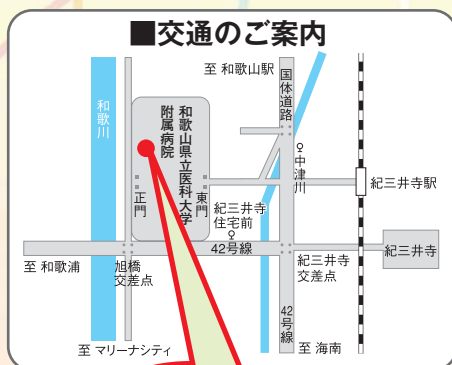 ■交通のご案内
至 和歌山駅
国体道路
和歌川
和歌山県立医科大学
附属病院
中津川
正門
東門
紀三井寺駅
紀三井寺
住宅前
42号線
紀三井寺
至 和歌浦
旭橋
交差点
紀三井寺
交差点
42号線
至 マリーナシティ
至 海南